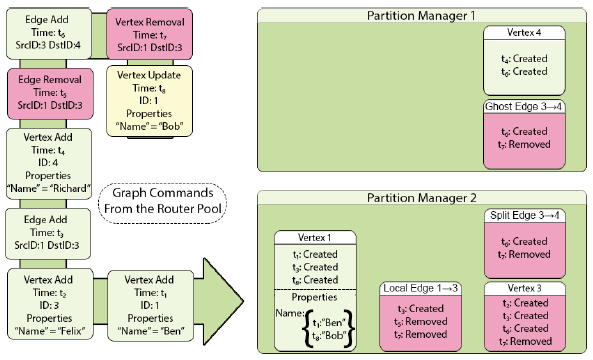 Edge Add
Time: t₆
SrcID:3 DstID:4
Vertex Removal
Time: t₇
SrcID:1 DstID:3
Edge Removal
Time: t₅
SrcID:1 DstID:3
Vertex Update
Time: t₈
ID: 1
Properties
"Name" = "Bob"
Vertex Add
Time: t₄
ID: 4
Properties
"Name" = "Richard"
Edge Add
Time: t₃
SrcID:1 DstID:3
Graph Commands
From the Router Pool
Vertex Add
Time: t₂
ID: 3
Properties
"Name" = "Felix"
Vertex Add
Time: t₁
ID: 1
Properties
"Name" = "Ben"
Partition Manager 1
Vertex 4
t₄: Created
t₆: Created
Ghost Edge 3→4
t₆: Created
t₇: Removed
Partition Manager 2
Vertex 1
t₁: Created
t₃: Created
t₈: Created
Properties
Name:
t₁:"Ben"
t₈:"Bob"
Local Edge 1→3
t₃: Created
t₅: Removed
t₇: Removed
Split Edge 3→4
t₆: Created
t₇: Removed
Vertex 3
t₂: Created
t₃: Created
t₆: Created
t₇: Removed